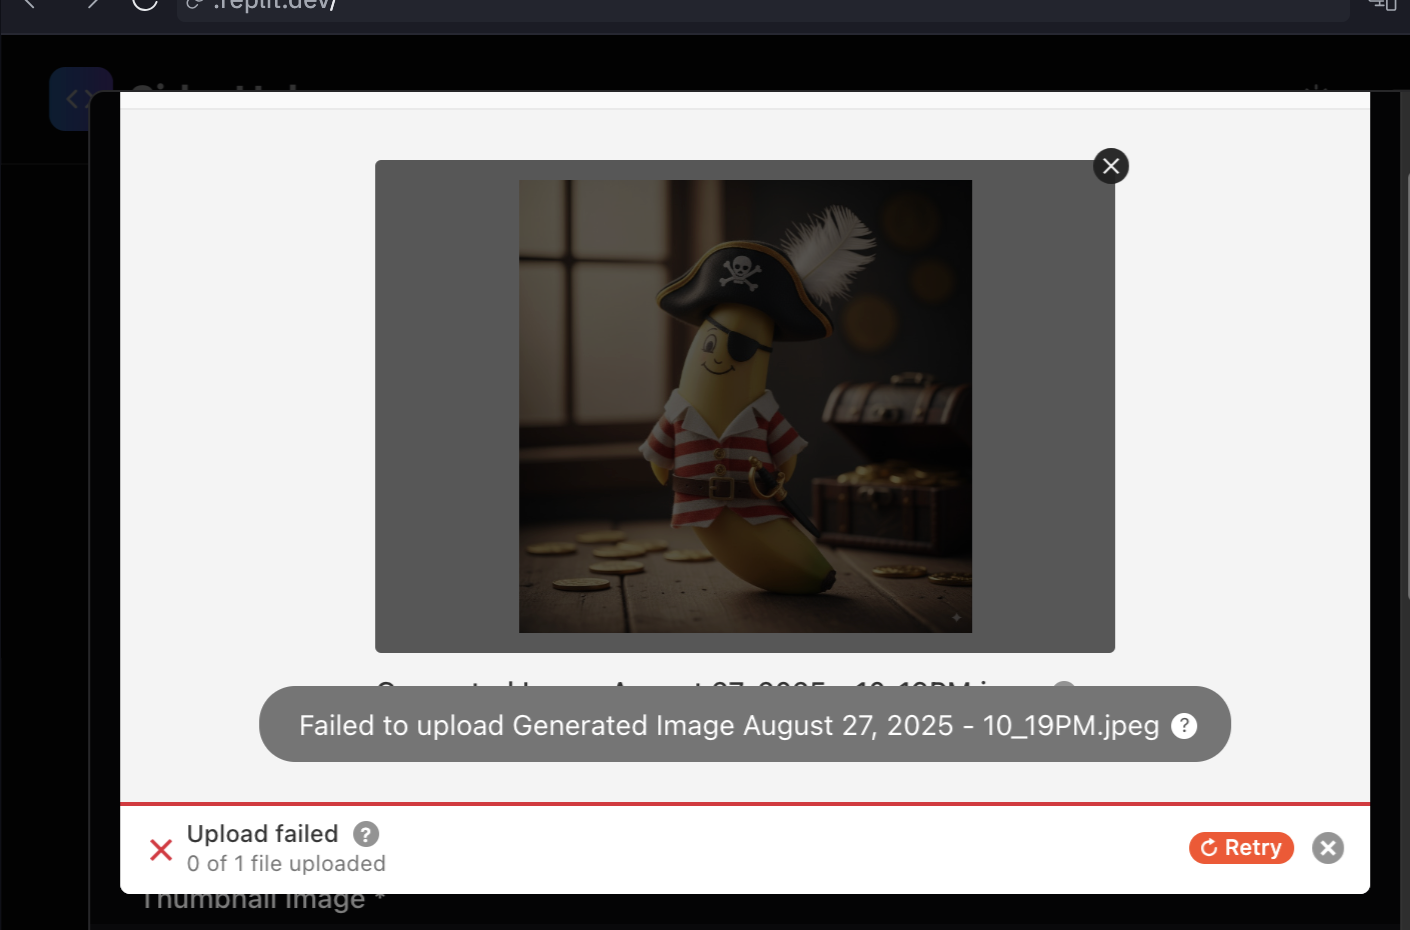 .replit.dev/
Failed to upload Generated Image August 27, 2025 - 10_19PM.jpeg ?
Upload failed ?
0 of 1 file uploaded
Retry
Thumbnail Image *